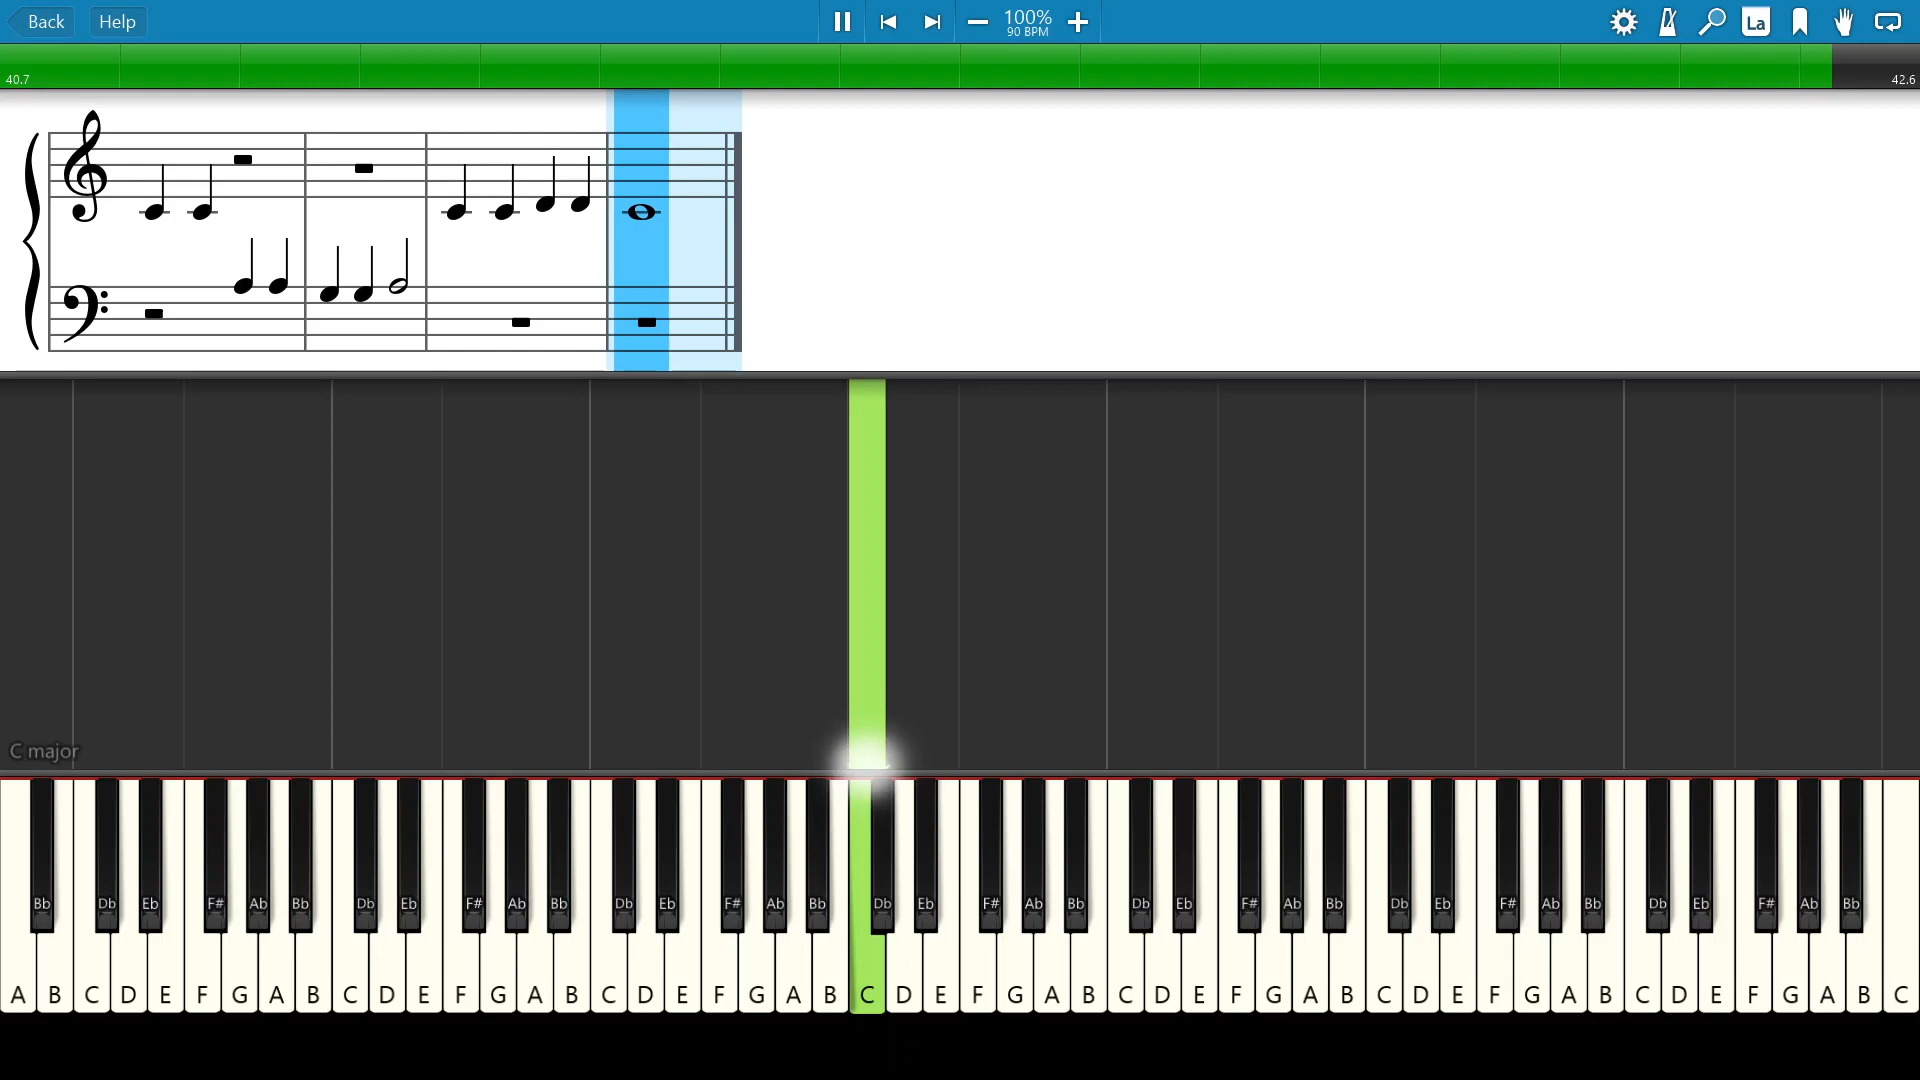 Back Help 100% La
90 BPM
40.7 42.6
C major
Bb Db Eb F# Ab Bb Db Eb F# Ab Bb Db Eb F# Ab Bb Db Eb F# Ab Bb Db Eb F# Ab Bb Db Eb F# Ab Bb Db Eb F# Ab Bb
A B C D E F G A B C D E F G A B C D E F G A B C D E F G A B C D E F G A B C D E F G A B C D E F G A B C